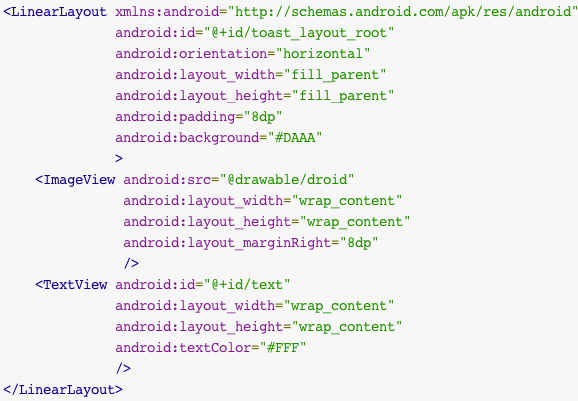 <LinearLayout xmlns:android="http://schemas.android.com/apk/res/android"
              android:id="@+id/toast_layout_root"
              android:orientation="horizontal"
              android:layout_width="fill_parent"
              android:layout_height="fill_parent"
              android:padding="8dp"
              android:background="#DAAA"
              >
    <ImageView android:src="@drawable/droid"
               android:layout_width="wrap_content"
               android:layout_height="wrap_content"
               android:layout_marginRight="8dp"
               />
    <TextView android:id="@+id/text"
              android:layout_width="wrap_content"
              android:layout_height="wrap_content"
              android:textColor="#FFF"
              />
</LinearLayout>